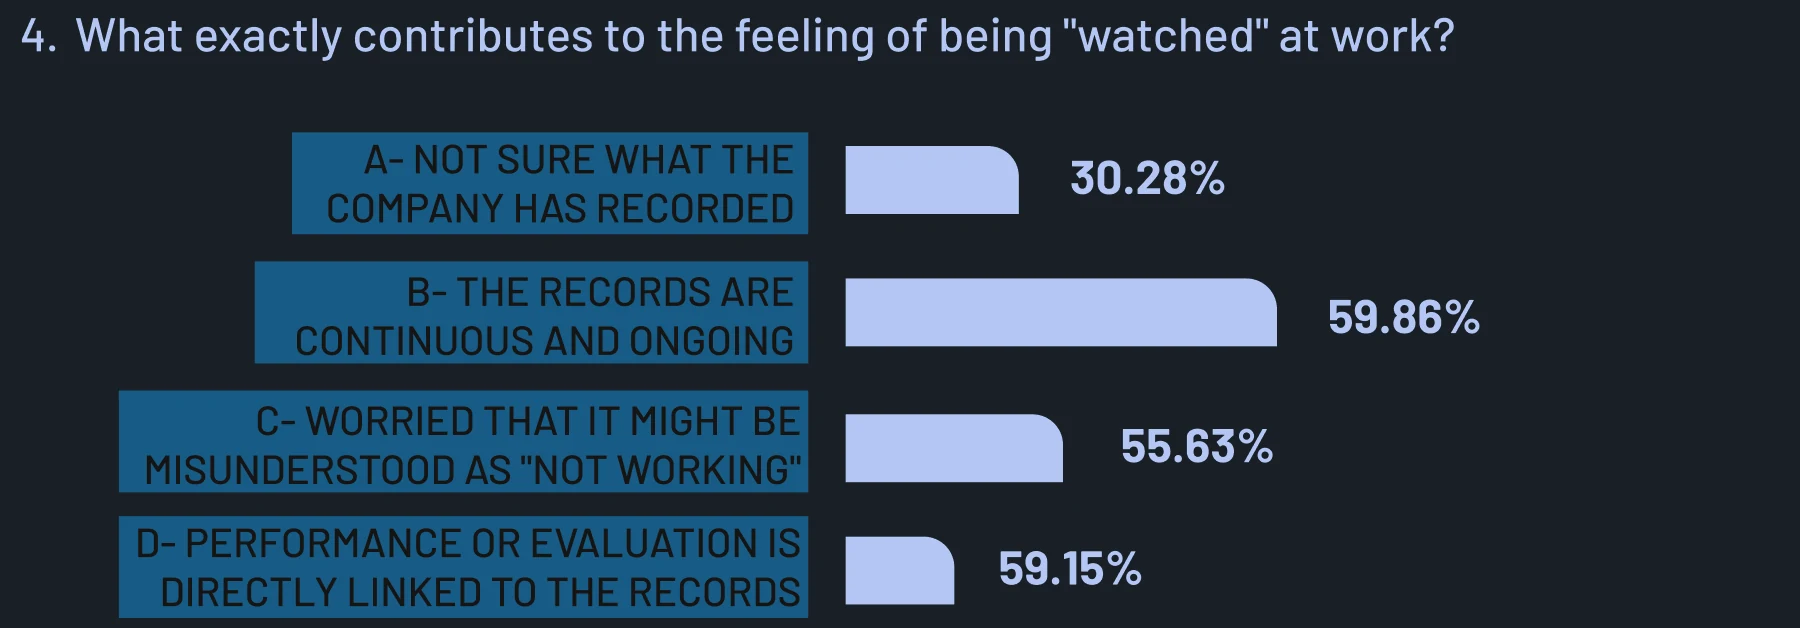 4. What exactly contributes to the feeling of being "watched" at work?
A- NOT SURE WHAT THE
COMPANY HAS RECORDED
30.28%
B- THE RECORDS ARE
CONTINUOUS AND ONGOING
59.86%
C- WORRIED THAT IT MIGHT BE
MISUNDERSTOOD AS "NOT WORKING"
55.63%
D- PERFORMANCE OR EVALUATION IS
DIRECTLY LINKED TO THE RECORDS
59.15%